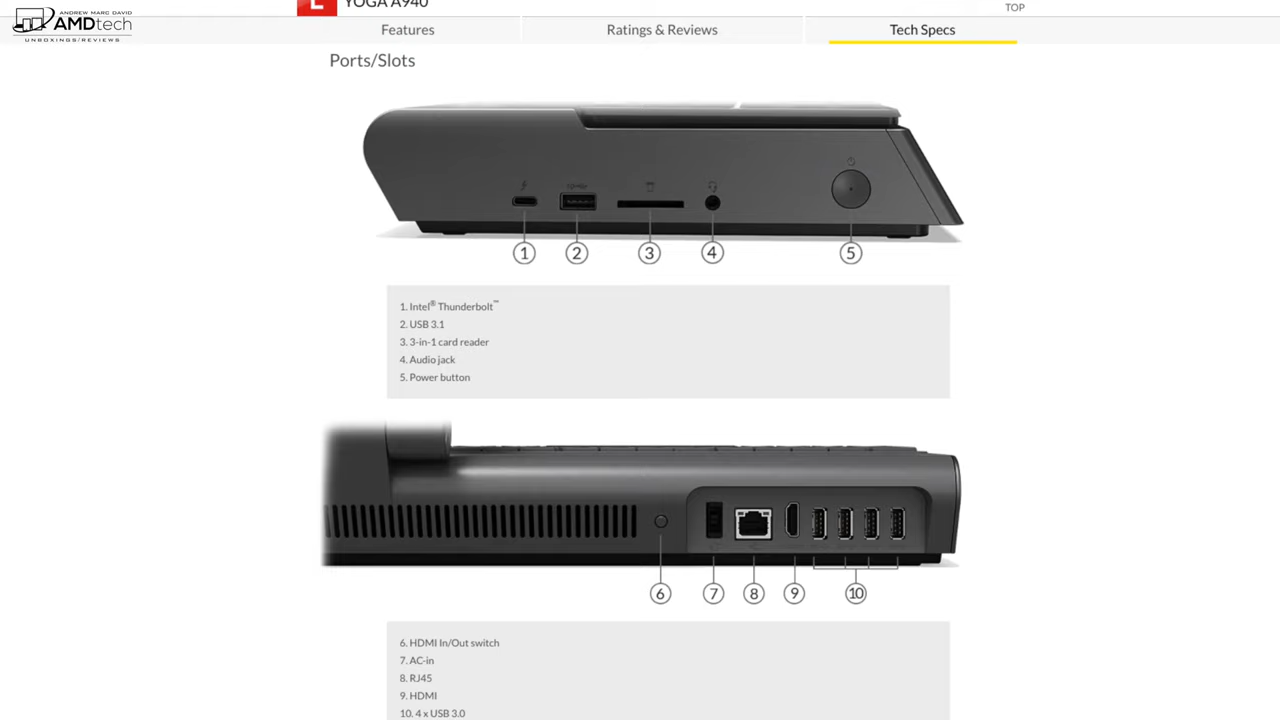 ANDREW MARC DAVID
AMDtech
UNBOXINGS/REVIEWS
L
YOGA A940
TOP
Features
Ratings & Reviews
Tech Specs
Ports/Slots
1
2
3
4
5
1. Intel® Thunderbolt™
2. USB 3.1
3. 3-in-1 card reader
4. Audio jack
5. Power button
6
7
8
9
10
6. HDMI In/Out switch
7. AC-in
8. RJ45
9. HDMI
10. 4 x USB 3.0